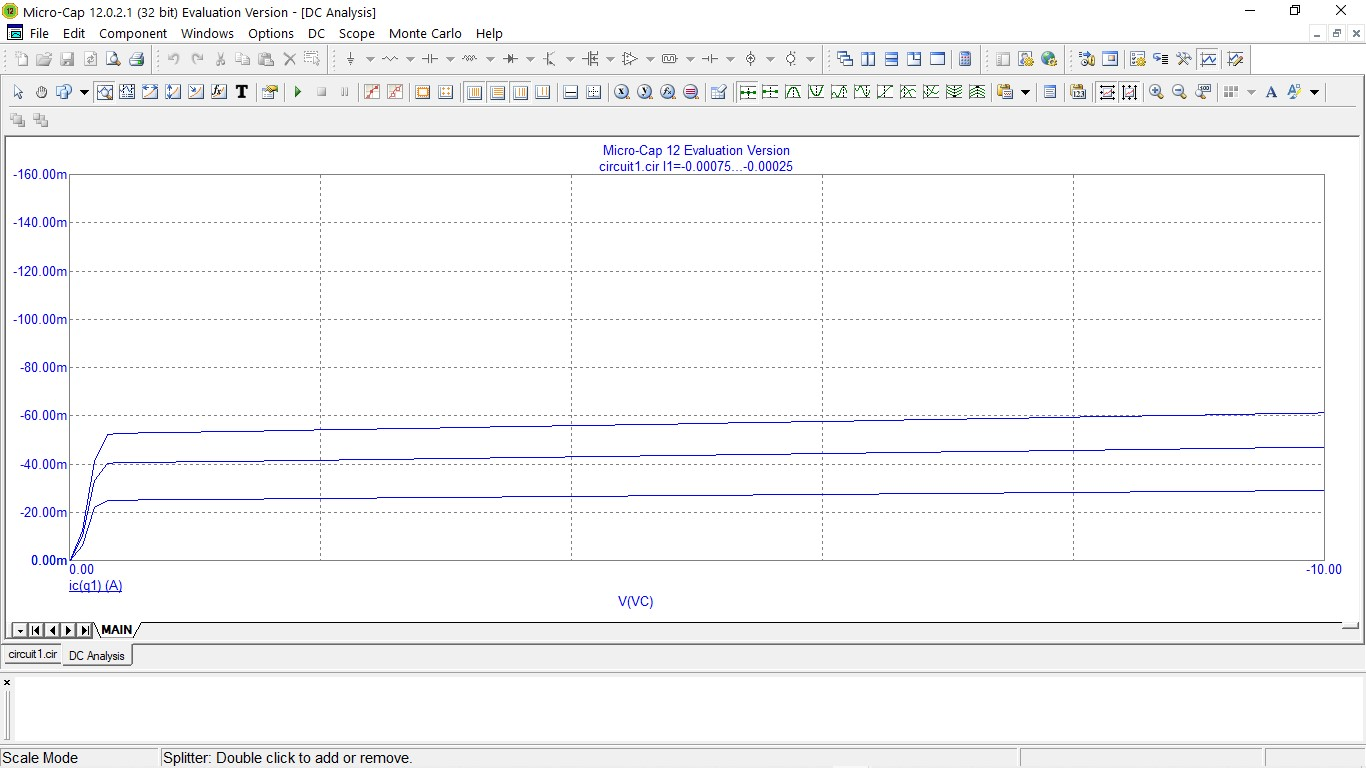 Micro-Cap 12.0.2.1 (32 bit) Evaluation Version - [DC Analysis]
File Edit Component Windows Options DC Scope Monte Carlo Help
Micro-Cap 12 Evaluation Version
circuit1.cir I1=-0.00075...-0.00025
-160.00m
-140.00m
-120.00m
-100.00m
-80.00m
-60.00m
-40.00m
-20.00m
0.00m
0.00 -10.00
ic(q1) (A)
V(VC)
MAIN
circuit1.cir DC Analysis
Scale Mode Splitter: Double click to add or remove.